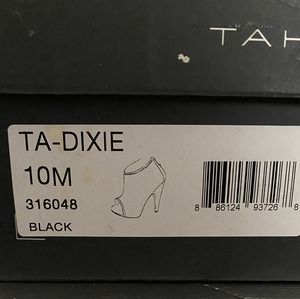 TAH
TA-DIXIE
10M
316048
BLACK
8 86124 93726 8